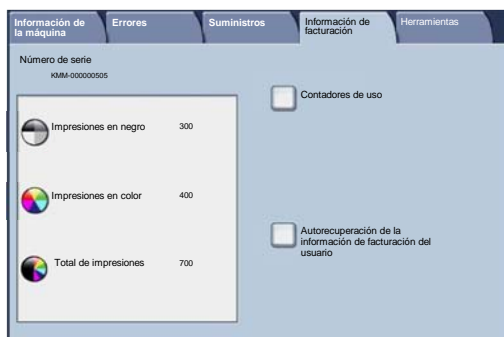 Información de
la máquina
Errores
Suministros
Información de
facturación
Herramientas
Número de serie
KMM-000000505
Impresiones en negro 300
Impresiones en color 400
Total de impresiones 700
Contadores de uso
Autorecuperación de la
información de facturación del
usuario